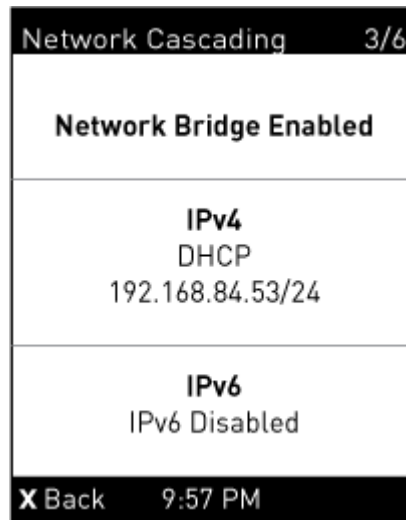 Network Cascading 3/6
Network Bridge Enabled
IPv4
DHCP
192.168.84.53/24
IPv6
IPv6 Disabled
X Back 9:57 PM